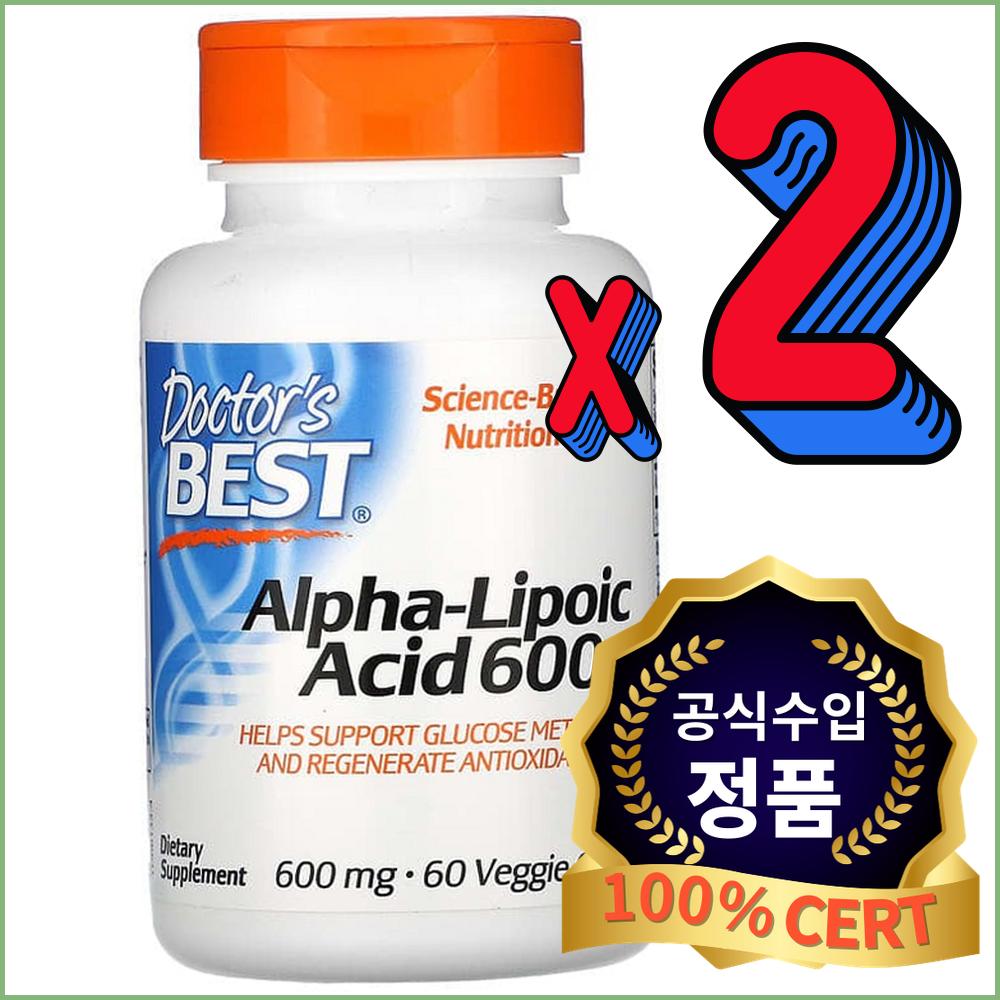 Doctor's
BEST®
Science-B
Nutrition
x2
Alpha-Lipoic
Acid 600
HELPS SUPPORT GLUCOSE MET
AND REGENERATE ANTIOXIDA
Dietary
Supplement
600 mg • 60 Veggie
공식수입
정품
100% CERT